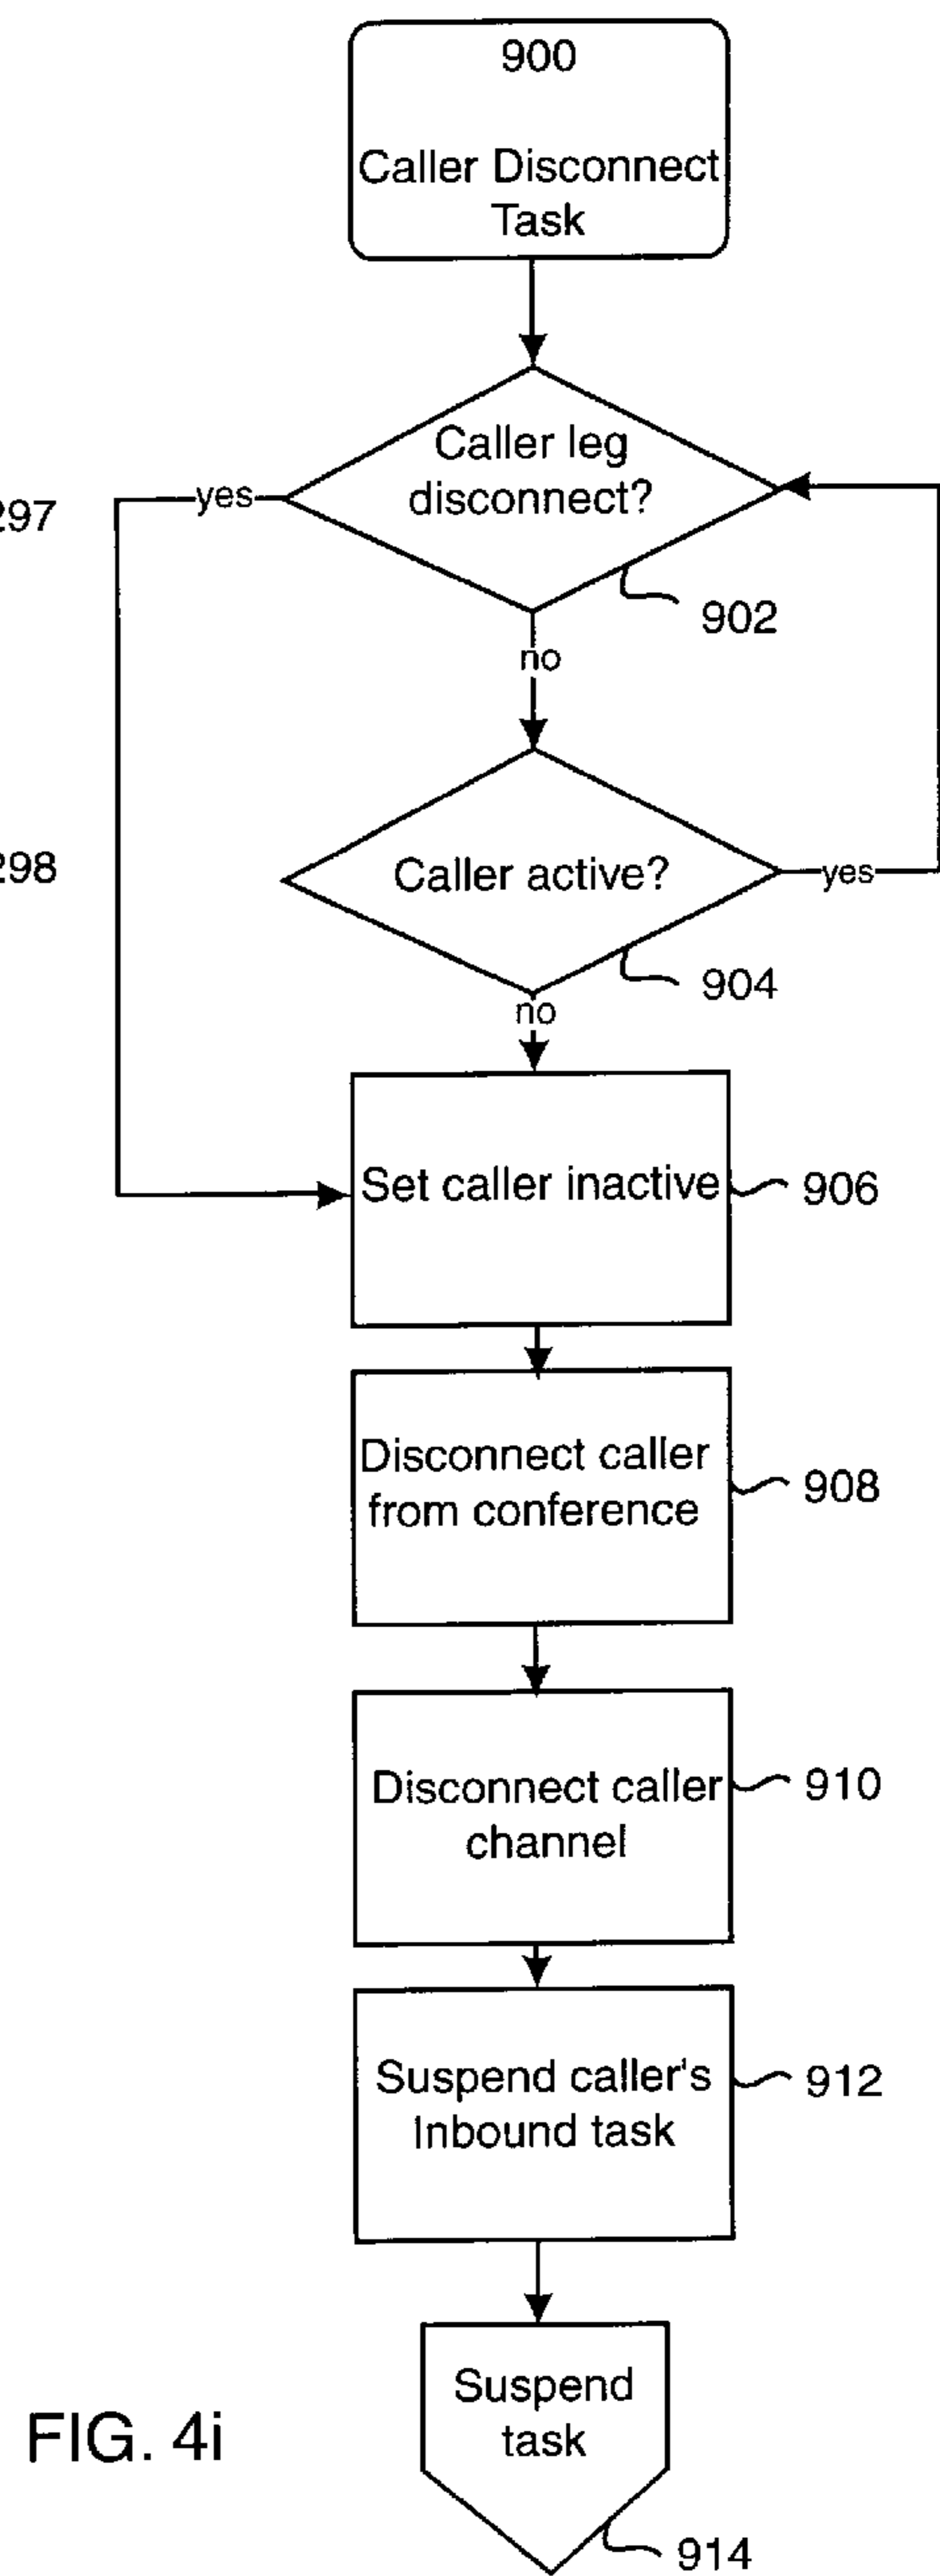 900
Caller Disconnect
Task
Caller leg
disconnect?
yes
297
902
no
298
Caller active?
yes
904
no
Set caller inactive
906
Disconnect caller
from conference
908
Disconnect caller
channel
910
Suspend caller's
Inbound task
912
Suspend
task
FIG. 4i
914